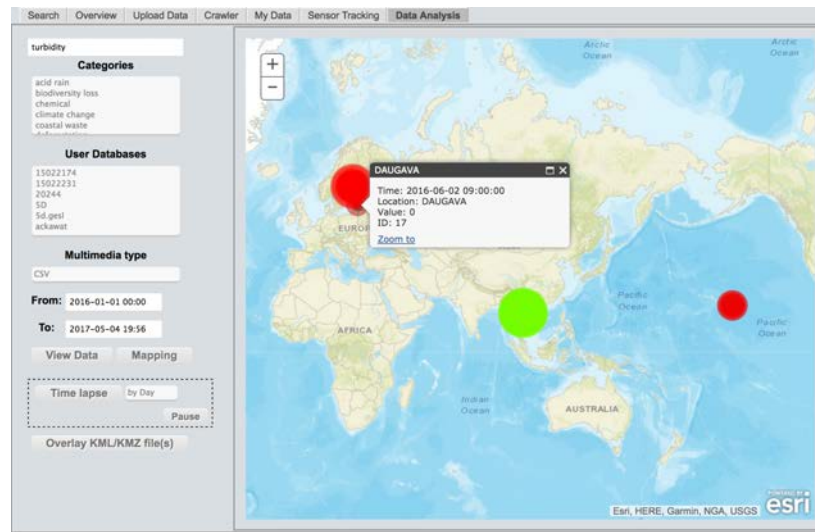 Search Overview Upload Data Crawler My Data Sensor Tracking Data Analysis
turbidity
Categories
acid rain
biodiversity loss
chemical
climate change
coastal waste
User Databases
15022174
15022231
20244
5D
5d.gesl
ackawat
Multimedia type
CSV
From: 2016-01-01 00:00
To: 2017-05-04 19:56
View Data Mapping
Time lapse by Day
Pause
Overlay KML/KMZ file(s)
+
−
Arctic
Ocean
Arctic
Ocean
DAUGAVA
Time: 2016-06-02 09:00:00
Location: DAUGAVA
Value: 0
ID: 17
Zoom to
EUROP
AFRICA
Pacific
Ocean
Pacific
Ocean
Indian
Ocean
AUSTRALIA
Esri, HERE, Garmin, NGA, USGS
POWERED BY
esri